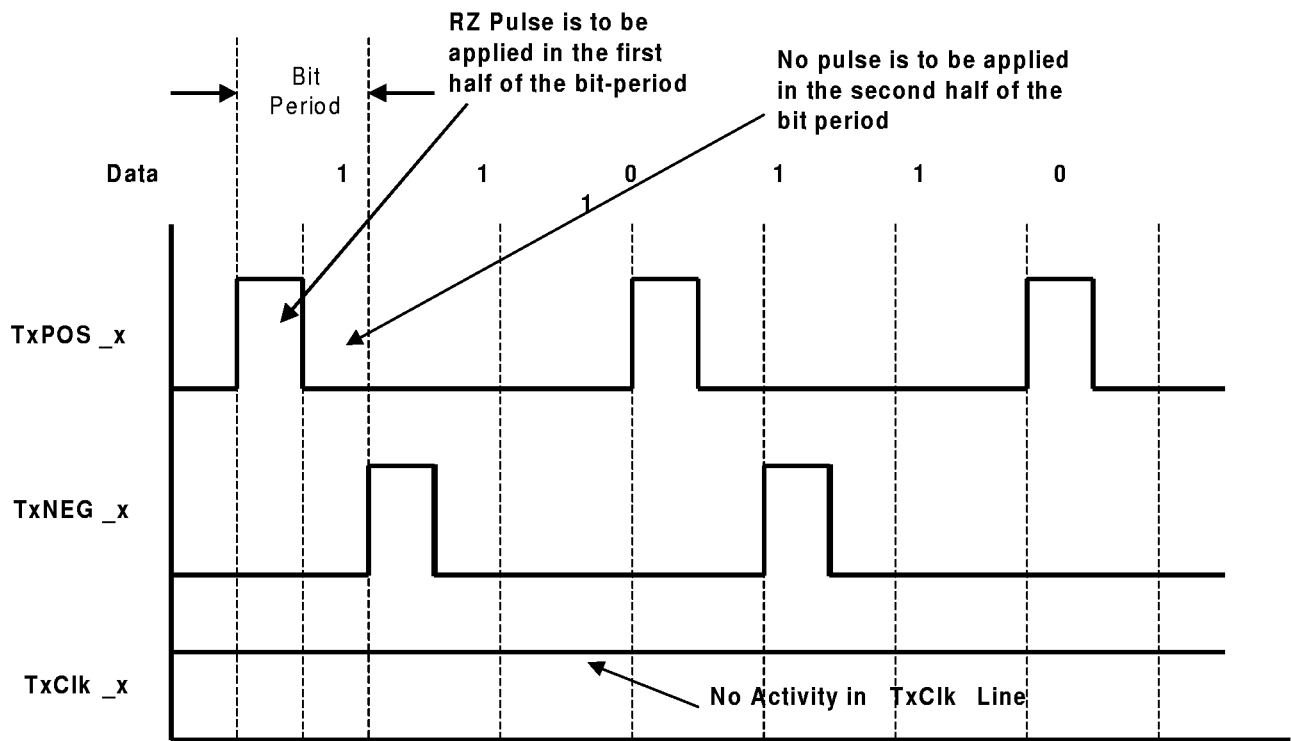 RZ Pulse is to be
applied in the first
half of the bit-period
No pulse is to be applied
in the second half of the
bit period
Bit
Period
Data 1 1 0 1 1 0
1
TxPOS _x
TxNEG _x
TxClk _x
No Activity in TxClk Line